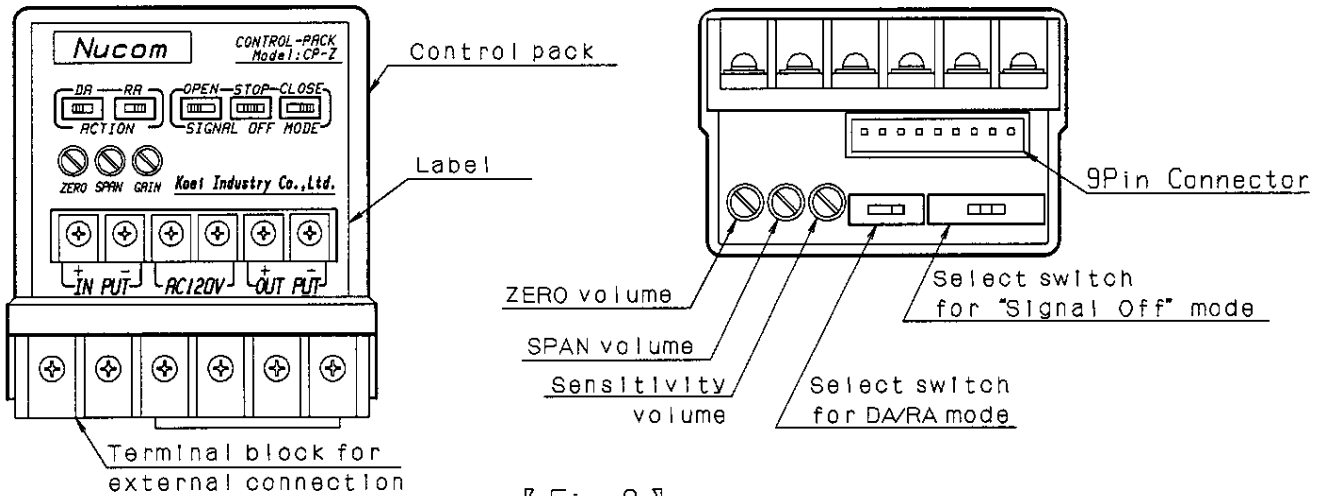 Nucom
CONTROL-PACK
Model:CP-Z
DA RA
ACTION
OPEN STOP CLOSE
SIGNAL OFF MODE
ZERO SPAN GAIN
Koei Industry Co.,Ltd.
+ - + -
IN PUT AC120V OUT PUT
Control pack
Label
Terminal block for
external connection
9Pin Connector
ZERO volume
SPAN volume
Sensitivity
volume
Select switch
for DA/RA mode
Select switch
for "Signal Off" mode